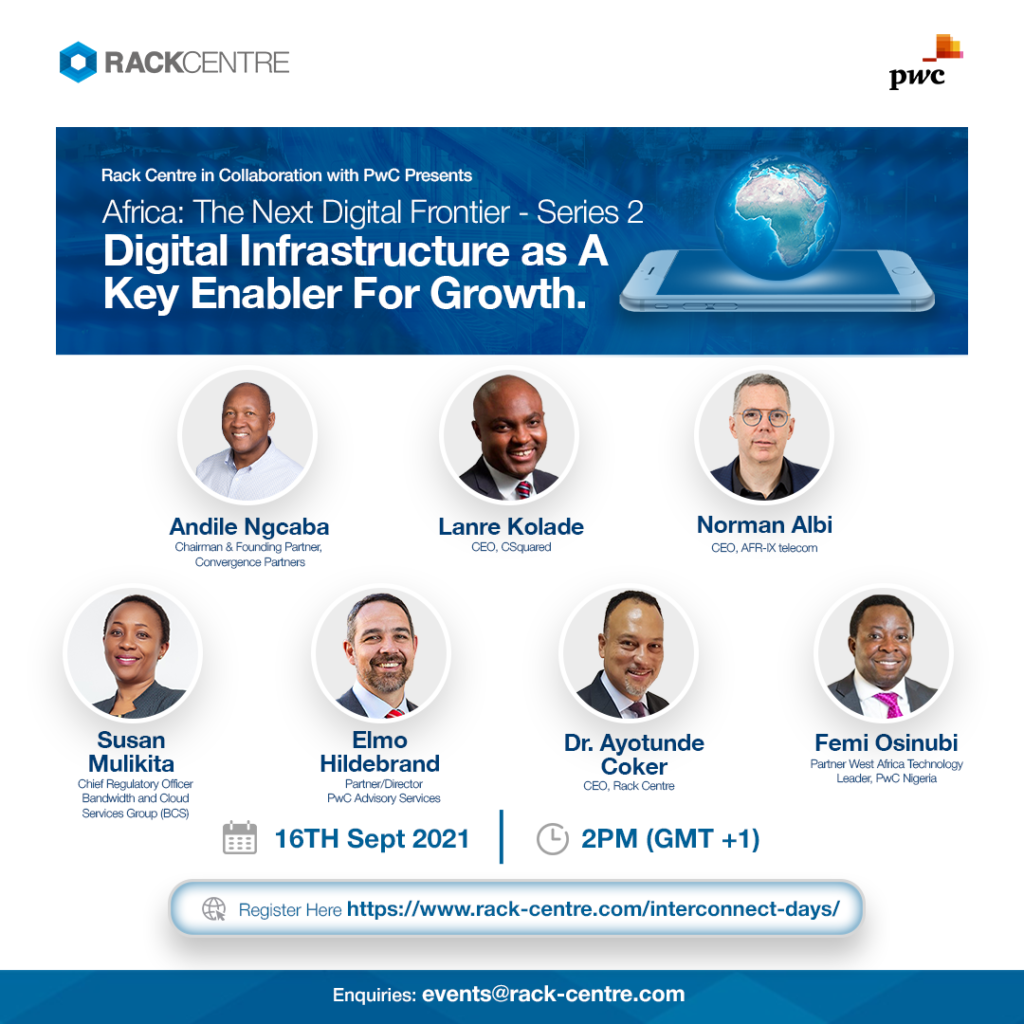 RACKCENTRE
pwc
Rack Centre in Collaboration with PwC Presents
Africa: The Next Digital Frontier - Series 2
Digital Infrastructure as A
Key Enabler For Growth.
Andile Ngcaba
Chairman & Founding Partner,
Convergence Partners
Lanre Kolade
CEO, CSquared
Norman Albi
CEO, AFR-IX telecom
Susan
Mulikita
Chief Regulatory Officer
Bandwidth and Cloud
Services Group (BCS)
Elmo
Hildebrand
Partner/Director
PwC Advisory Services
Dr. Ayotunde
Coker
CEO, Rack Centre
Femi Osinubi
Partner West Africa Technology
Leader, PwC Nigeria
16TH Sept 2021
2PM (GMT +1)
Register Here https://www.rack-centre.com/interconnect-days/
Enquiries: events@rack-centre.com